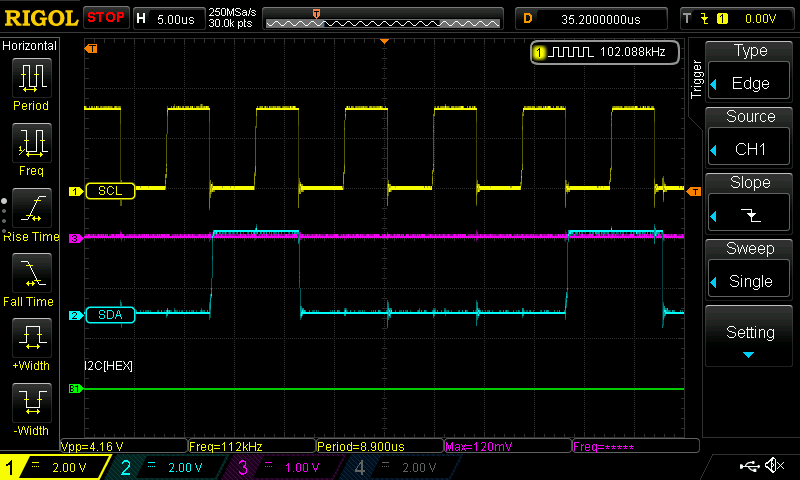 RIGOL STOP H 5.00us 250MSa/s 30.0k pts T D 35.2000000us T 1 0.00V
Horizontal
T
1 102.088kHz
Period
Freq
Rise Time
Fall Time
+Width
-Width
1 SCL
T
3
2 SDA
I2C[HEX]
B1
Trigger
Type
Edge
Source
CH1
Slope
Sweep
Single
Setting
Vpp=4.16 V Freq=112kHz Period=8.900us Max=120mV Freq=*****
1 2.00 V 2 2.00 V 3 1.00 V 4 2.00 V